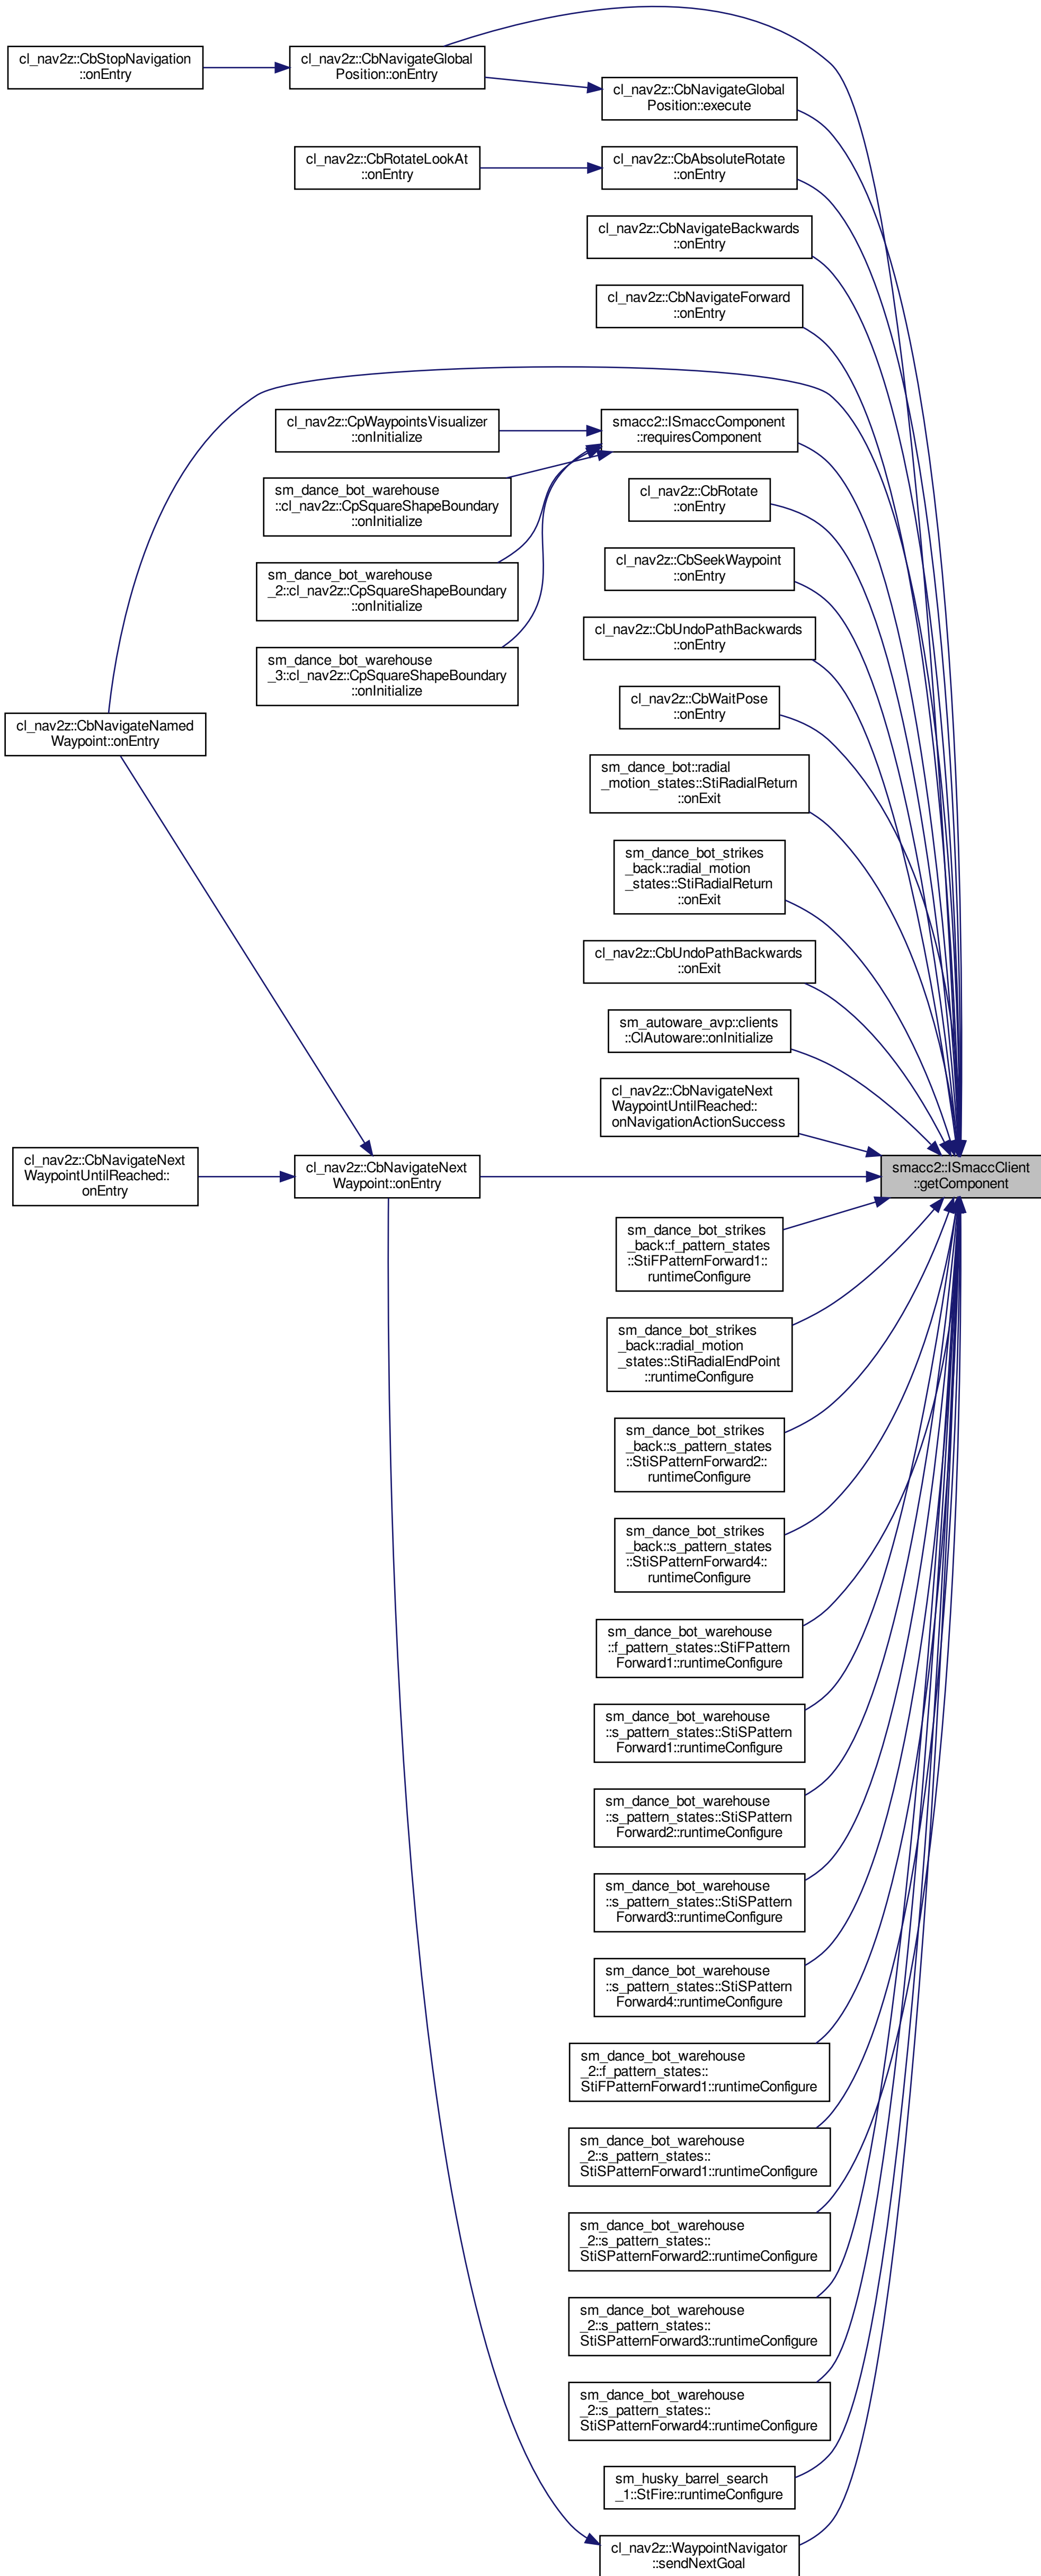 cl_nav2z::CbStopNavigation
::onEntry
cl_nav2z::CbNavigateGlobal
Position::onEntry
cl_nav2z::CbNavigateGlobal
Position::execute
cl_nav2z::CbRotateLookAt
::onEntry
cl_nav2z::CbAbsoluteRotate
::onEntry
cl_nav2z::CbNavigateBackwards
::onEntry
cl_nav2z::CbNavigateForward
::onEntry
cl_nav2z::CpWaypointsVisualizer
::onInitialize
smacc2::ISmaccComponent
::requiresComponent
sm_dance_bot_warehouse
::cl_nav2z::CpSquareShapeBoundary
::onInitialize
cl_nav2z::CbRotate
::onEntry
sm_dance_bot_warehouse
_2::cl_nav2z::CpSquareShapeBoundary
::onInitialize
cl_nav2z::CbSeekWaypoint
::onEntry
cl_nav2z::CbUndoPathBackwards
::onEntry
sm_dance_bot_warehouse
_3::cl_nav2z::CpSquareShapeBoundary
::onInitialize
cl_nav2z::CbWaitPose
::onEntry
cl_nav2z::CbNavigateNamed
Waypoint::onEntry
sm_dance_bot::radial
_motion_states::StiRadialReturn
::onExit
sm_dance_bot_strikes
_back::radial_motion
_states::StiRadialReturn
::onExit
cl_nav2z::CbUndoPathBackwards
::onExit
sm_autoware_avp::clients
::ClAutoware::onInitialize
cl_nav2z::CbNavigateNext
WaypointUntilReached::
onNavigationActionSuccess
cl_nav2z::CbNavigateNext
WaypointUntilReached::
onEntry
cl_nav2z::CbNavigateNext
Waypoint::onEntry
smacc2::ISmaccClient
::getComponent
sm_dance_bot_strikes
_back::f_pattern_states
::StiFPatternForward1::
runtimeConfigure
sm_dance_bot_strikes
_back::radial_motion
_states::StiRadialEndPoint
::runtimeConfigure
sm_dance_bot_strikes
_back::s_pattern_states
::StiSPatternForward2::
runtimeConfigure
sm_dance_bot_strikes
_back::s_pattern_states
::StiSPatternForward4::
runtimeConfigure
sm_dance_bot_warehouse
::f_pattern_states::StiFPattern
Forward1::runtimeConfigure
sm_dance_bot_warehouse
::s_pattern_states::StiSPattern
Forward1::runtimeConfigure
sm_dance_bot_warehouse
::s_pattern_states::StiSPattern
Forward2::runtimeConfigure
sm_dance_bot_warehouse
::s_pattern_states::StiSPattern
Forward3::runtimeConfigure
sm_dance_bot_warehouse
::s_pattern_states::StiSPattern
Forward4::runtimeConfigure
sm_dance_bot_warehouse
_2::f_pattern_states::
StiFPatternForward1::runtimeConfigure
sm_dance_bot_warehouse
_2::s_pattern_states::
StiSPatternForward1::runtimeConfigure
sm_dance_bot_warehouse
_2::s_pattern_states::
StiSPatternForward2::runtimeConfigure
sm_dance_bot_warehouse
_2::s_pattern_states::
StiSPatternForward3::runtimeConfigure
sm_dance_bot_warehouse
_2::s_pattern_states::
StiSPatternForward4::runtimeConfigure
sm_husky_barrel_search
_1::StFire::runtimeConfigure
cl_nav2z::WaypointNavigator
::sendNextGoal